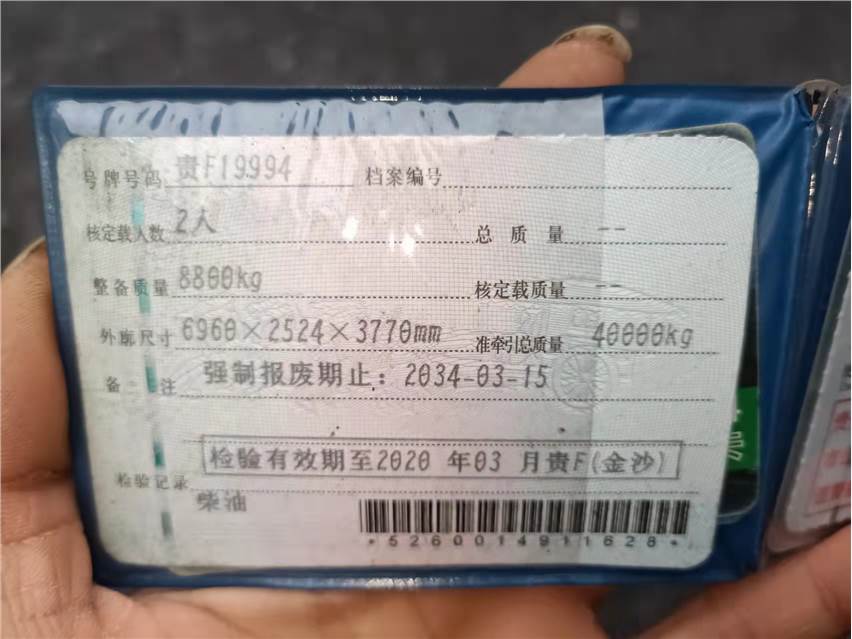 号牌号码 贵F19994 档案编号
核定载人数 2人 总质量 --
整备质量 8800kg 核定载质量 --
外廓尺寸 6960×2524×3770mm 准牵引总质量 40000kg
备注 强制报废期止：2034-03-15
检验有效期至2020 年03 月贵F(金沙)
检验记录
柴油
*5260014911628*